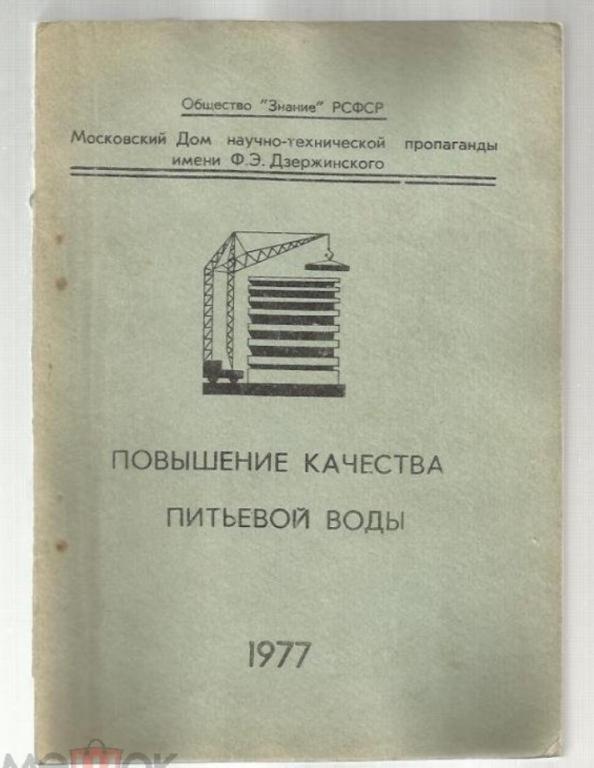 Общество "Знание" РСФСР
Московский Дом научно-технической пропаганды
имени Ф.Э. Дзержинского
ПОВЫШЕНИЕ КАЧЕСТВА
ПИТЬЕВОЙ ВОДЫ
1977